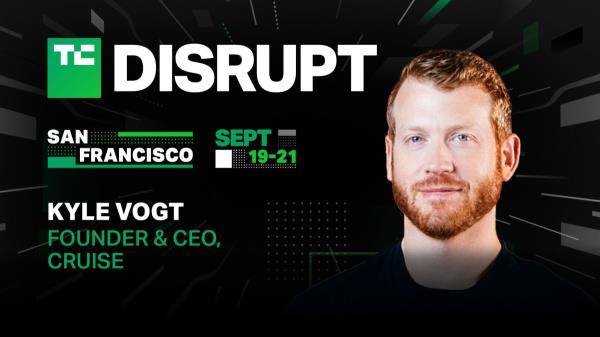 TC
DISRUPT
SAN
FRANCISCO
SEPT
19-21
KYLE VOGT
FOUNDER & CEO,
CRUISE